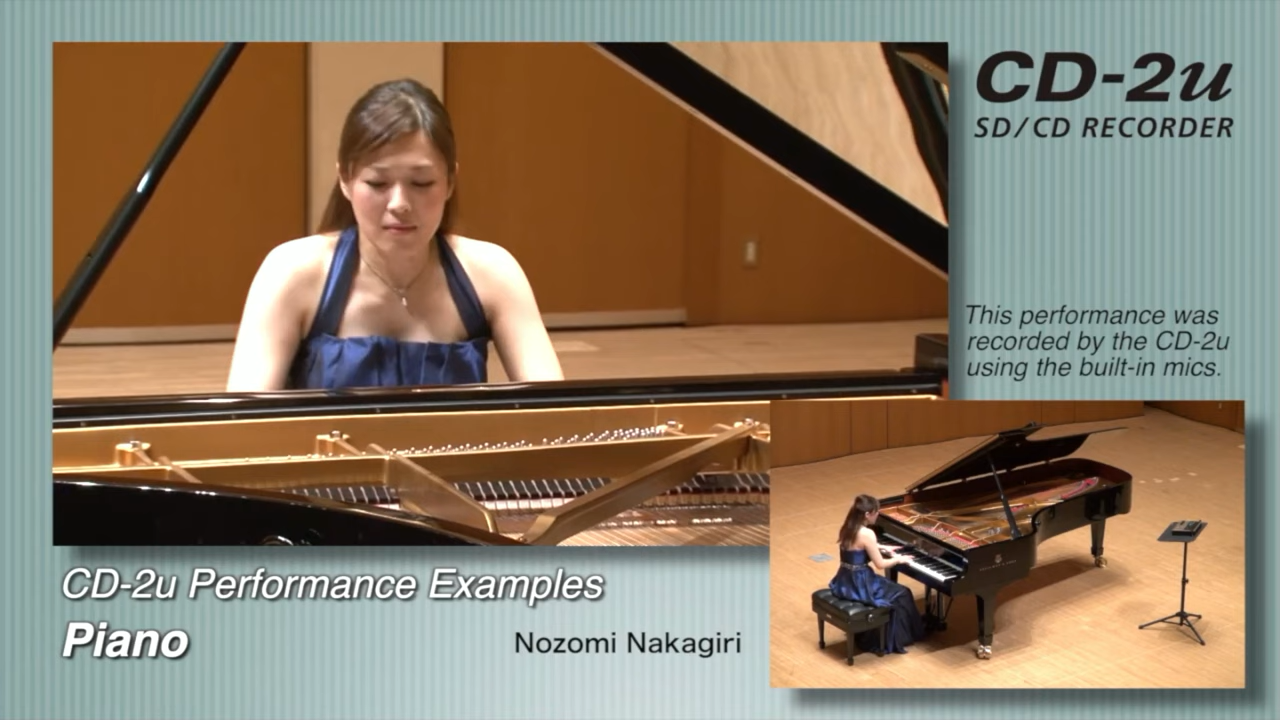 CD-2u
SD/CD RECORDER
This performance was
recorded by the CD-2u
using the built-in mics.
CD-2u Performance Examples
Piano
Nozomi Nakagiri